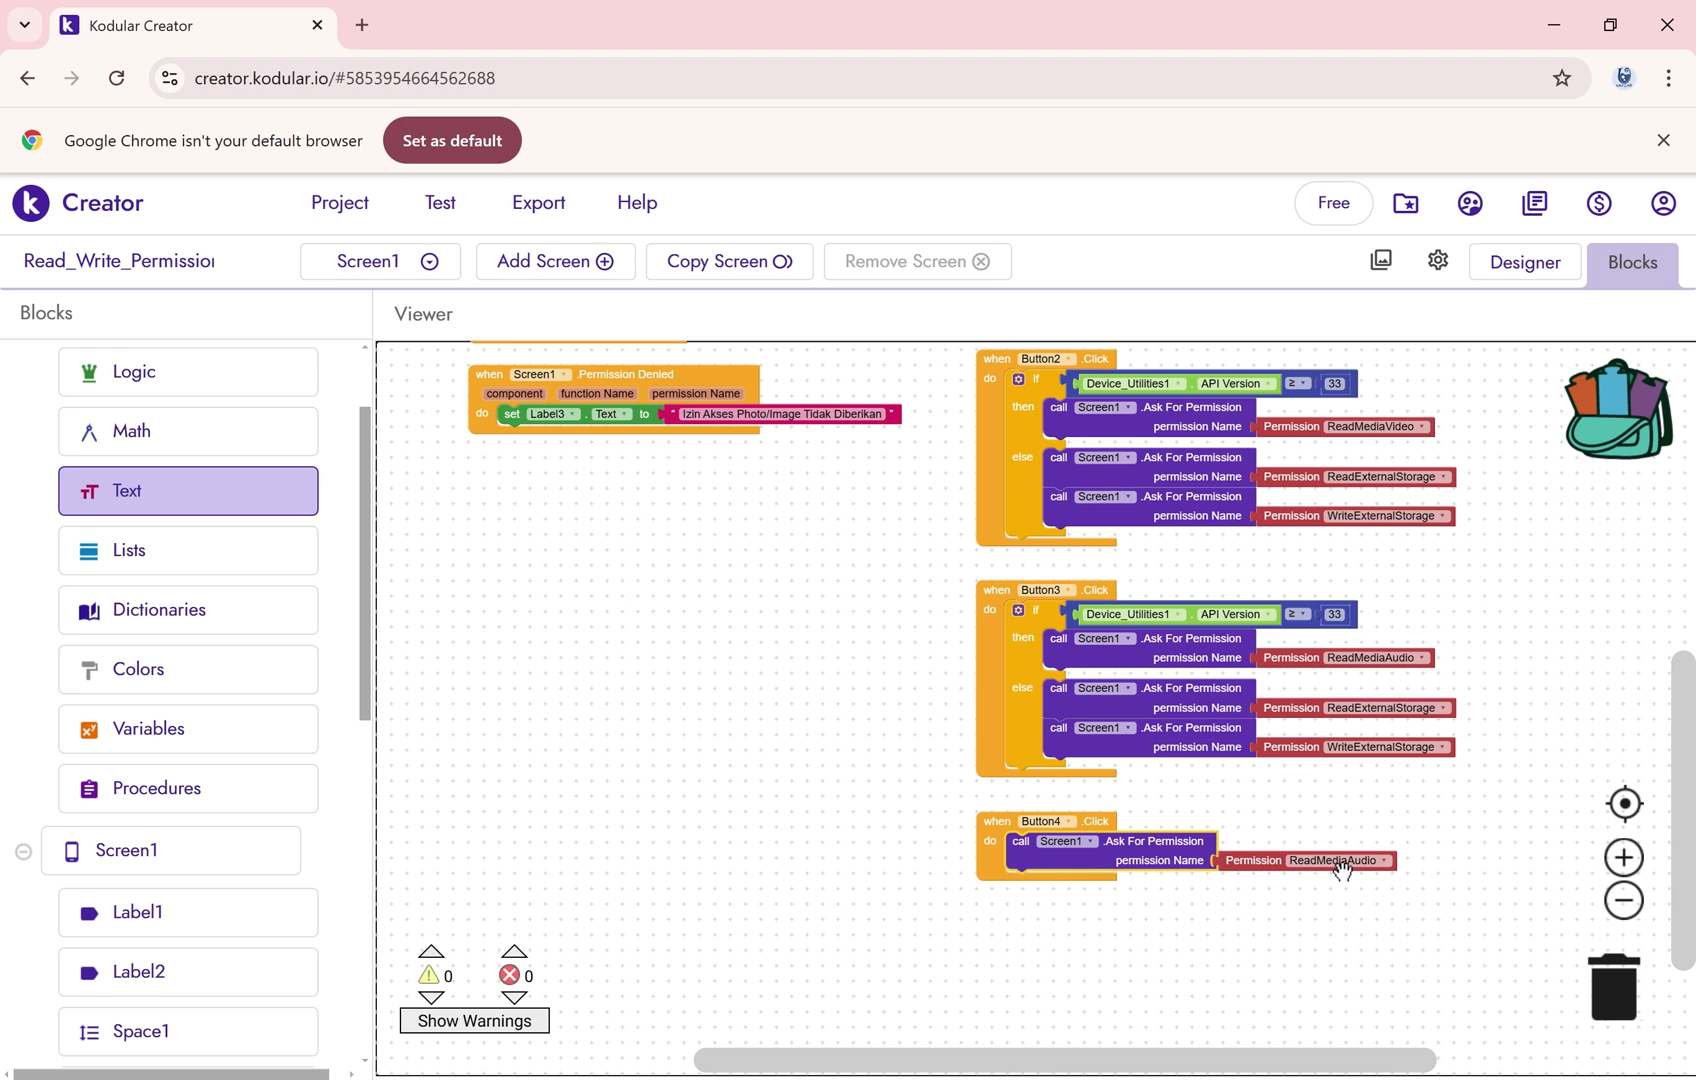 Kodular Creator
creator.kodular.io/#5853954664562688
Google Chrome isn't your default browser
Set as default
Creator
Project
Test
Export
Help
Free
Read_Write_Permission
Screen1
Add Screen
Copy Screen
Remove Screen
Designer
Blocks
Blocks
Viewer
Logic
Math
Text
Lists
Dictionaries
Colors
Variables
Procedures
Screen1
Label1
Label2
Space1
when Screen1 .Permission Denied
component function Name permission Name
do set Label3 . Text to " Izin Akses Photo/Image Tidak Diberikan "
when Button2 .Click
do if Device_Utilities1 . API Version ≥ 33
then call Screen1 .Ask For Permission
permission Name Permission ReadMediaVideo
else call Screen1 .Ask For Permission
permission Name Permission ReadExternalStorage
call Screen1 .Ask For Permission
permission Name Permission WriteExternalStorage
when Button3 .Click
do if Device_Utilities1 . API Version ≥ 33
then call Screen1 .Ask For Permission
permission Name Permission ReadMediaAudio
else call Screen1 .Ask For Permission
permission Name Permission ReadExternalStorage
call Screen1 .Ask For Permission
permission Name Permission WriteExternalStorage
when Button4 .Click
do call Screen1 .Ask For Permission
permission Name Permission ReadMediaAudio
0 0
Show Warnings